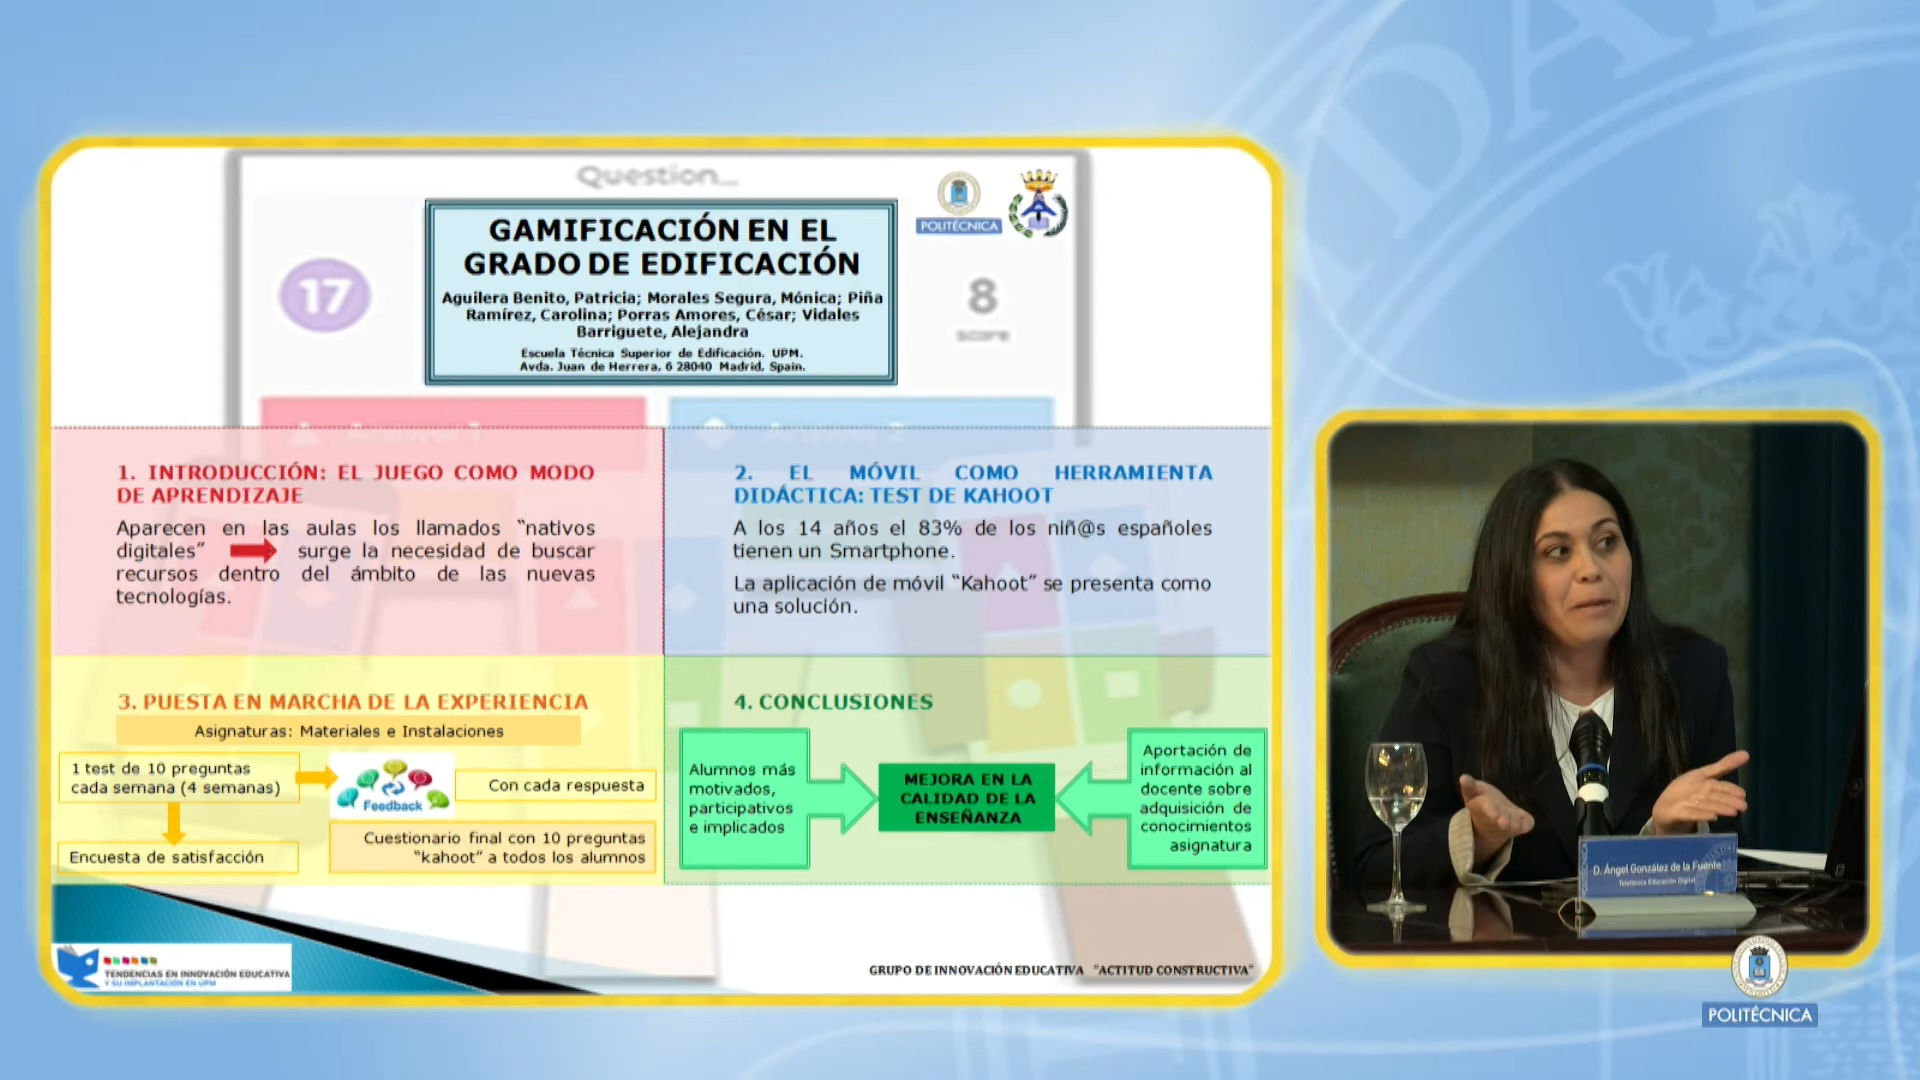 Question...
POLITÉCNICA
GAMIFICACIÓN EN EL
GRADO DE EDIFICACIÓN
Aguilera Benito, Patricia; Morales Segura, Mónica; Piña
Ramírez, Carolina; Porras Amores, César; Vidales
Barriguete, Alejandra
Escuela Técnica Superior de Edificación. UPM.
Avda. Juan de Herrera, 6 28040 Madrid, Spain.
17
8
score
1. INTRODUCCIÓN: EL JUEGO COMO MODO
DE APRENDIZAJE
Aparecen en las aulas los llamados “nativos
digitales” surge la necesidad de buscar
recursos dentro del ámbito de las nuevas
tecnologías.
2. EL MÓVIL COMO HERRAMIENTA
DIDÁCTICA: TEST DE KAHOOT
A los 14 años el 83% de los niñ@s españoles
tienen un Smartphone.
La aplicación de móvil “Kahoot” se presenta como
una solución.
3. PUESTA EN MARCHA DE LA EXPERIENCIA
Asignaturas: Materiales e Instalaciones
1 test de 10 preguntas
cada semana (4 semanas)
Feedback
Con cada respuesta
Encuesta de satisfacción
Cuestionario final con 10 preguntas
“kahoot” a todos los alumnos
4. CONCLUSIONES
Alumnos más
motivados,
participativos
e implicados
MEJORA EN LA
CALIDAD DE LA
ENSEÑANZA
Aportación de
información al
docente sobre
adquisición de
conocimientos
asignatura
TENDENCIAS EN INNOVACIÓN EDUCATIVA
Y SU IMPLANTACIÓN EN UPM
GRUPO DE INNOVACIÓN EDUCATIVA "ACTITUD CONSTRUCTIVA"
D. Ángel González de la Fuente
Telefónica Educación Digital
POLITÉCNICA